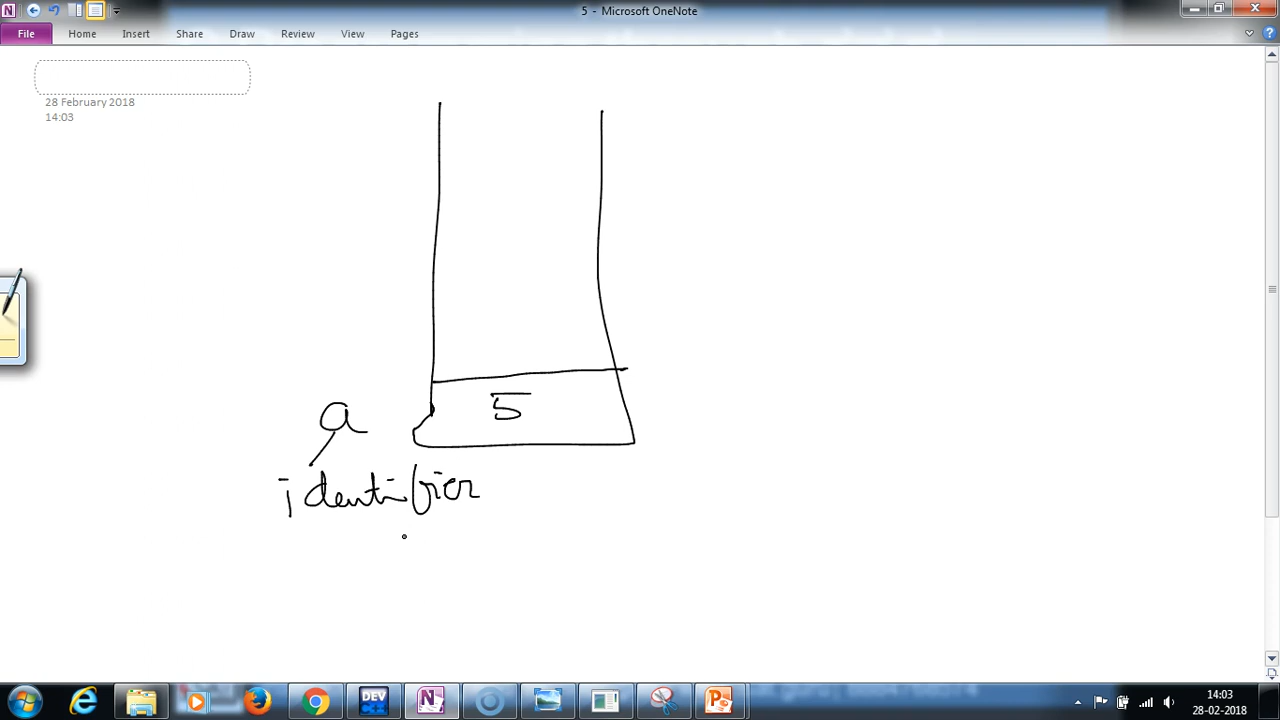 5 - Microsoft OneNote
File Home Insert Share Draw Review View Pages
28 February 2018
14:03
5
a
identifier
DEV
14:03
28-02-2018